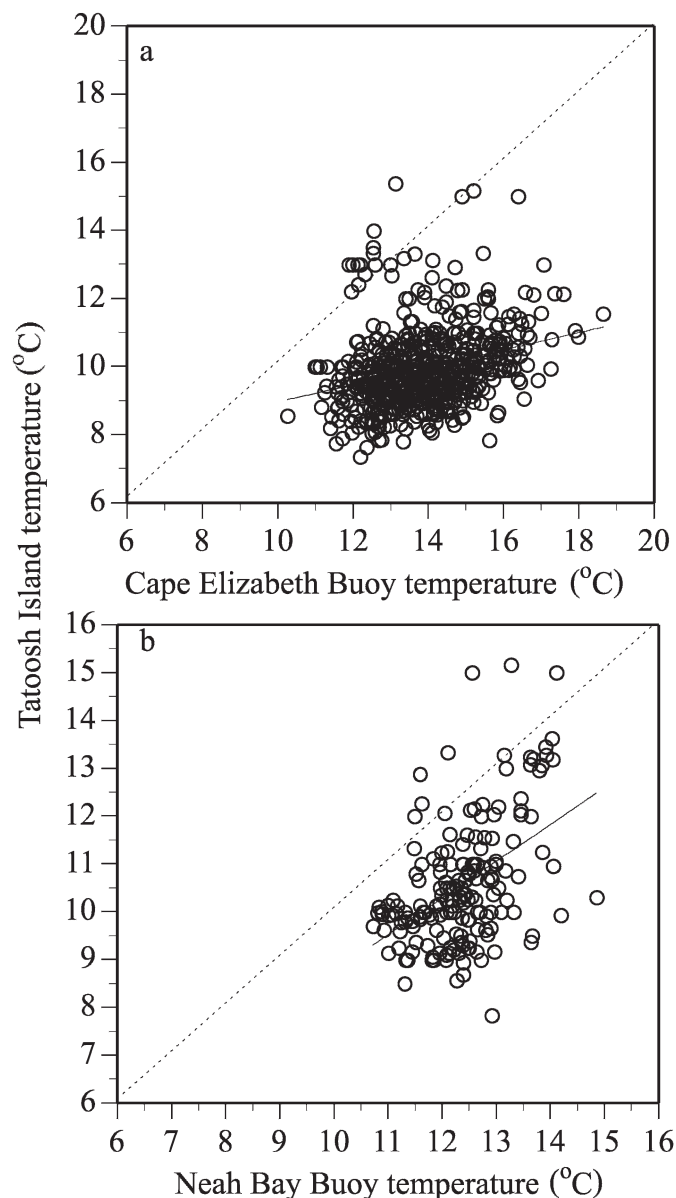 Tatoosh Island temperature (°C)
a
20
18
16
14
12
10
8
6
6 8 10 12 14 16 18 20
Cape Elizabeth Buoy temperature (°C)
b
16
15
14
13
12
11
10
9
8
7
6
6 7 8 9 10 11 12 13 14 15 16
Neah Bay Buoy temperature (°C)